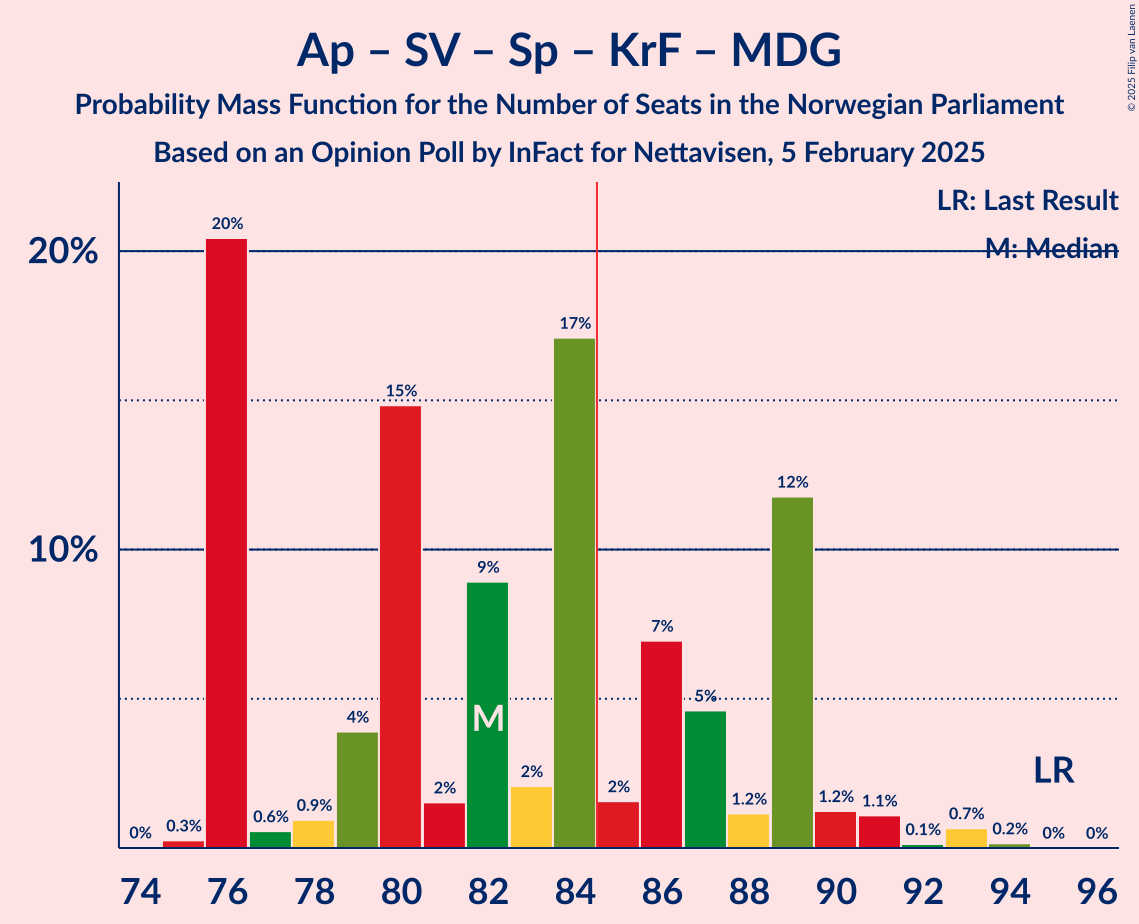 Ap – SV – Sp – KrF – MDG
Probability Mass Function for the Number of Seats in the Norwegian Parliament
Based on an Opinion Poll by InFact for Nettavisen, 5 February 2025
© 2025 Filip van Laenen
LR: Last Result
M: Median
20%
10%
0%
0.3%
20%
0.6%
0.9%
4%
15%
2%
9%
2%
17%
2%
7%
5%
1.2%
12%
1.2%
1.1%
0.1%
0.7%
0.2%
0%
0%
M
LR
74 76 78 80 82 84 86 88 90 92 94 96